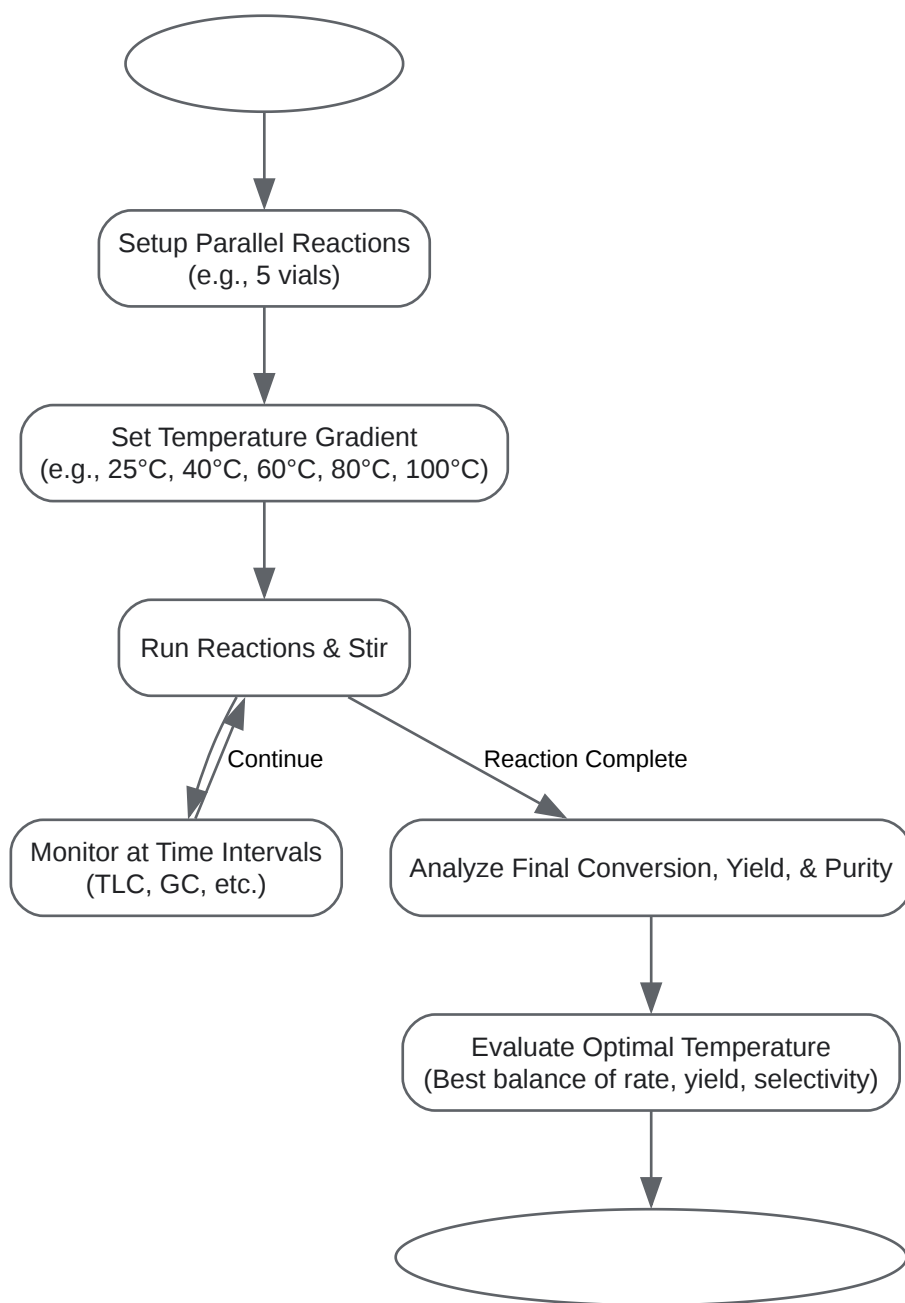 Setup Parallel Reactions
(e.g., 5 vials)
Set Temperature Gradient
(e.g., 25°C, 40°C, 60°C, 80°C, 100°C)
Run Reactions & Stir
Continue
Reaction Complete
Monitor at Time Intervals
(TLC, GC, etc.)
Analyze Final Conversion, Yield, & Purity
Evaluate Optimal Temperature
(Best balance of rate, yield, selectivity)